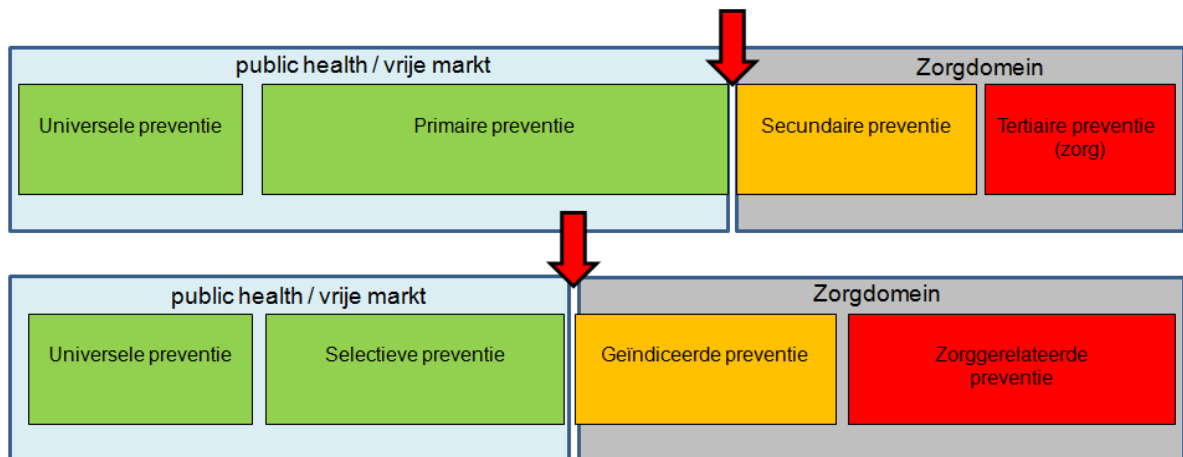 public health / vrije markt
Zorgdomein
Universele preventie
Primaire preventie
Secundaire preventie
Tertiaire preventie
(zorg)
public health / vrije markt
Zorgdomein
Universele preventie
Selectieve preventie
Geïndiceerde preventie
Zorggerelateerde
preventie